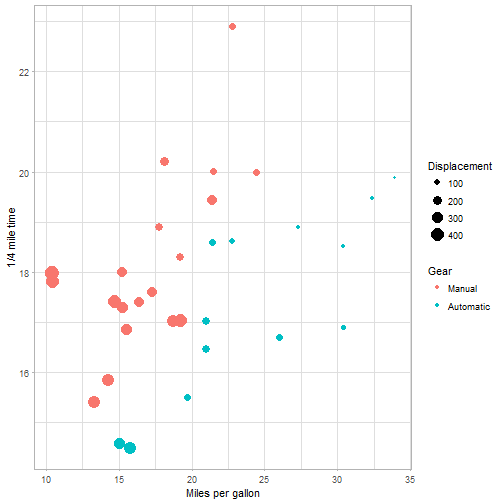 22
20
18
16
10
15
20
25
30
35
Miles per gallon
1/4 mile time
Displacement
100
200
300
400
Gear
Manual
Automatic